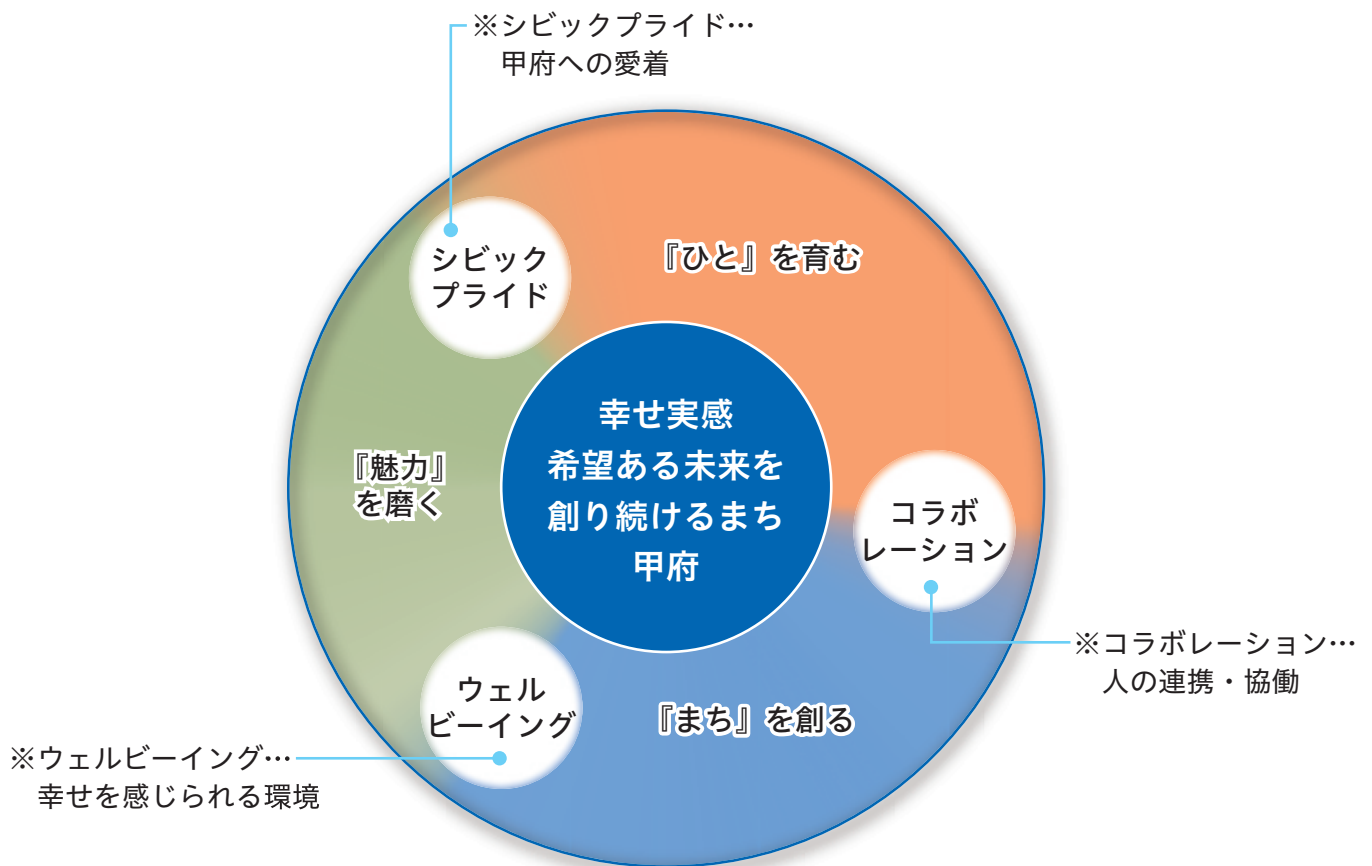 ※シビックプライド…
甲府への愛着
シビック
プライド
『ひと』を育む
幸せ実感
希望ある未来を
創り続けるまち
甲府
『魅力』
を磨く
コラボ
レーション
※コラボレーション…
人の連携・協働
ウェル
ビーイング
『まち』を創る
※ウェルビーイング…
幸せを感じられる環境